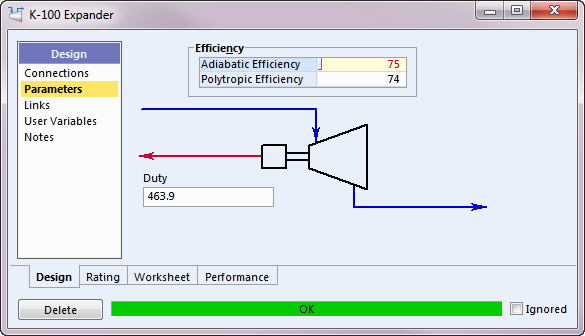 K-100 Expander
Design
Connections
Parameters
Links
User Variables
Notes
Efficiency
Adiabatic Efficiency 75
Polytropic Efficiency 74
Duty
463.9
Design Rating Worksheet Performance
Delete OK Ignored